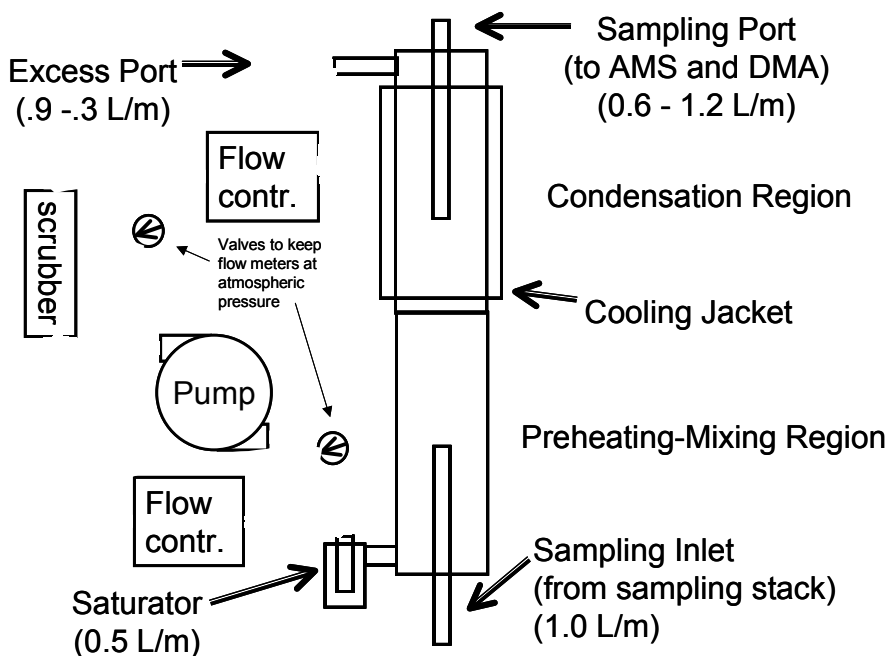 Excess Port
(.9 -.3 L/m)
Sampling Port
(to AMS and DMA)
(0.6 - 1.2 L/m)
Flow
contr.
scrubber
Condensation Region
Valves to keep
flow meters at
atmospheric
pressure
Cooling Jacket
Pump
Preheating-Mixing Region
Flow
contr.
Saturator
(0.5 L/m)
Sampling Inlet
(from sampling stack)
(1.0 L/m)